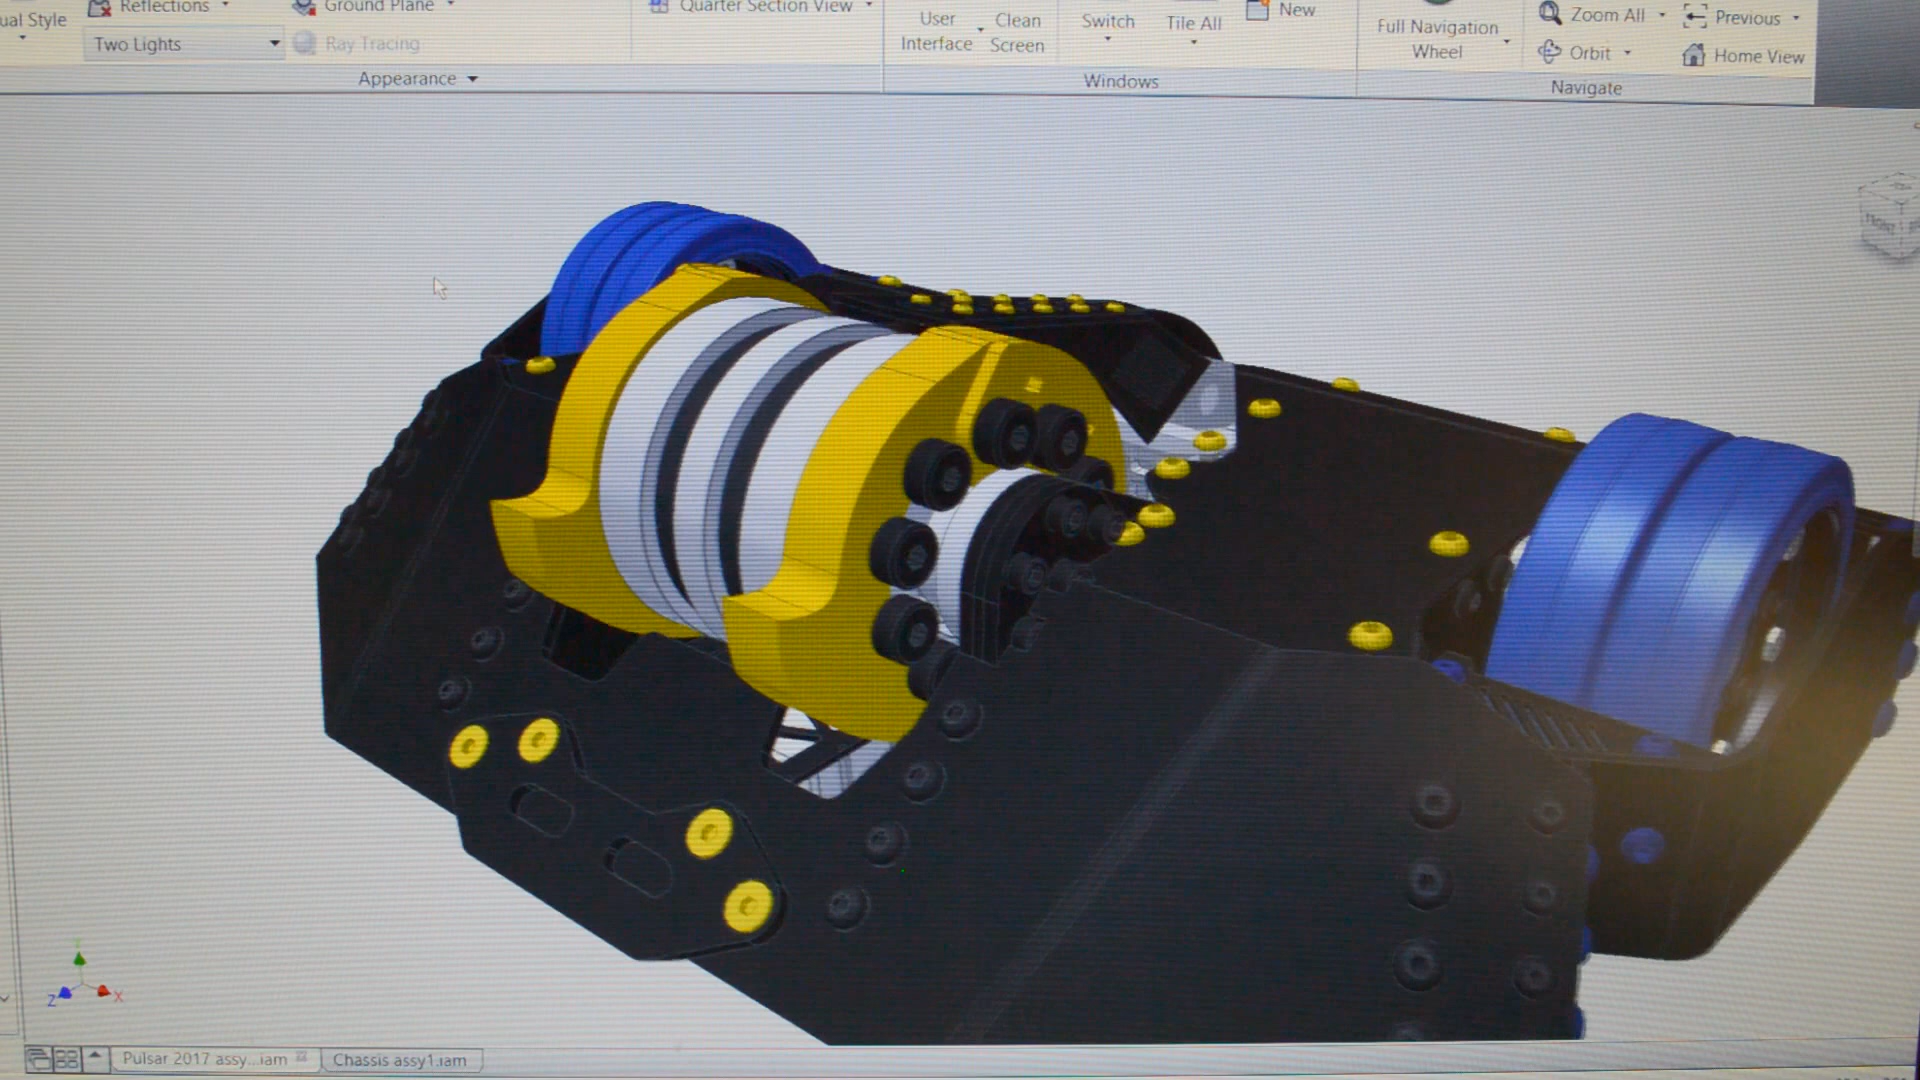 ual Style
Reflections
Ground Plane
Quarter Section View
Two Lights
Ray Tracing
Appearance
User Interface
Clean Screen
Switch
Tile All
New
Windows
Full Navigation Wheel
Zoom All
Orbit
Previous
Home View
Navigate
FRONT
Z
X
Pulsar 2017 assy...iam
Chassis assy1.iam